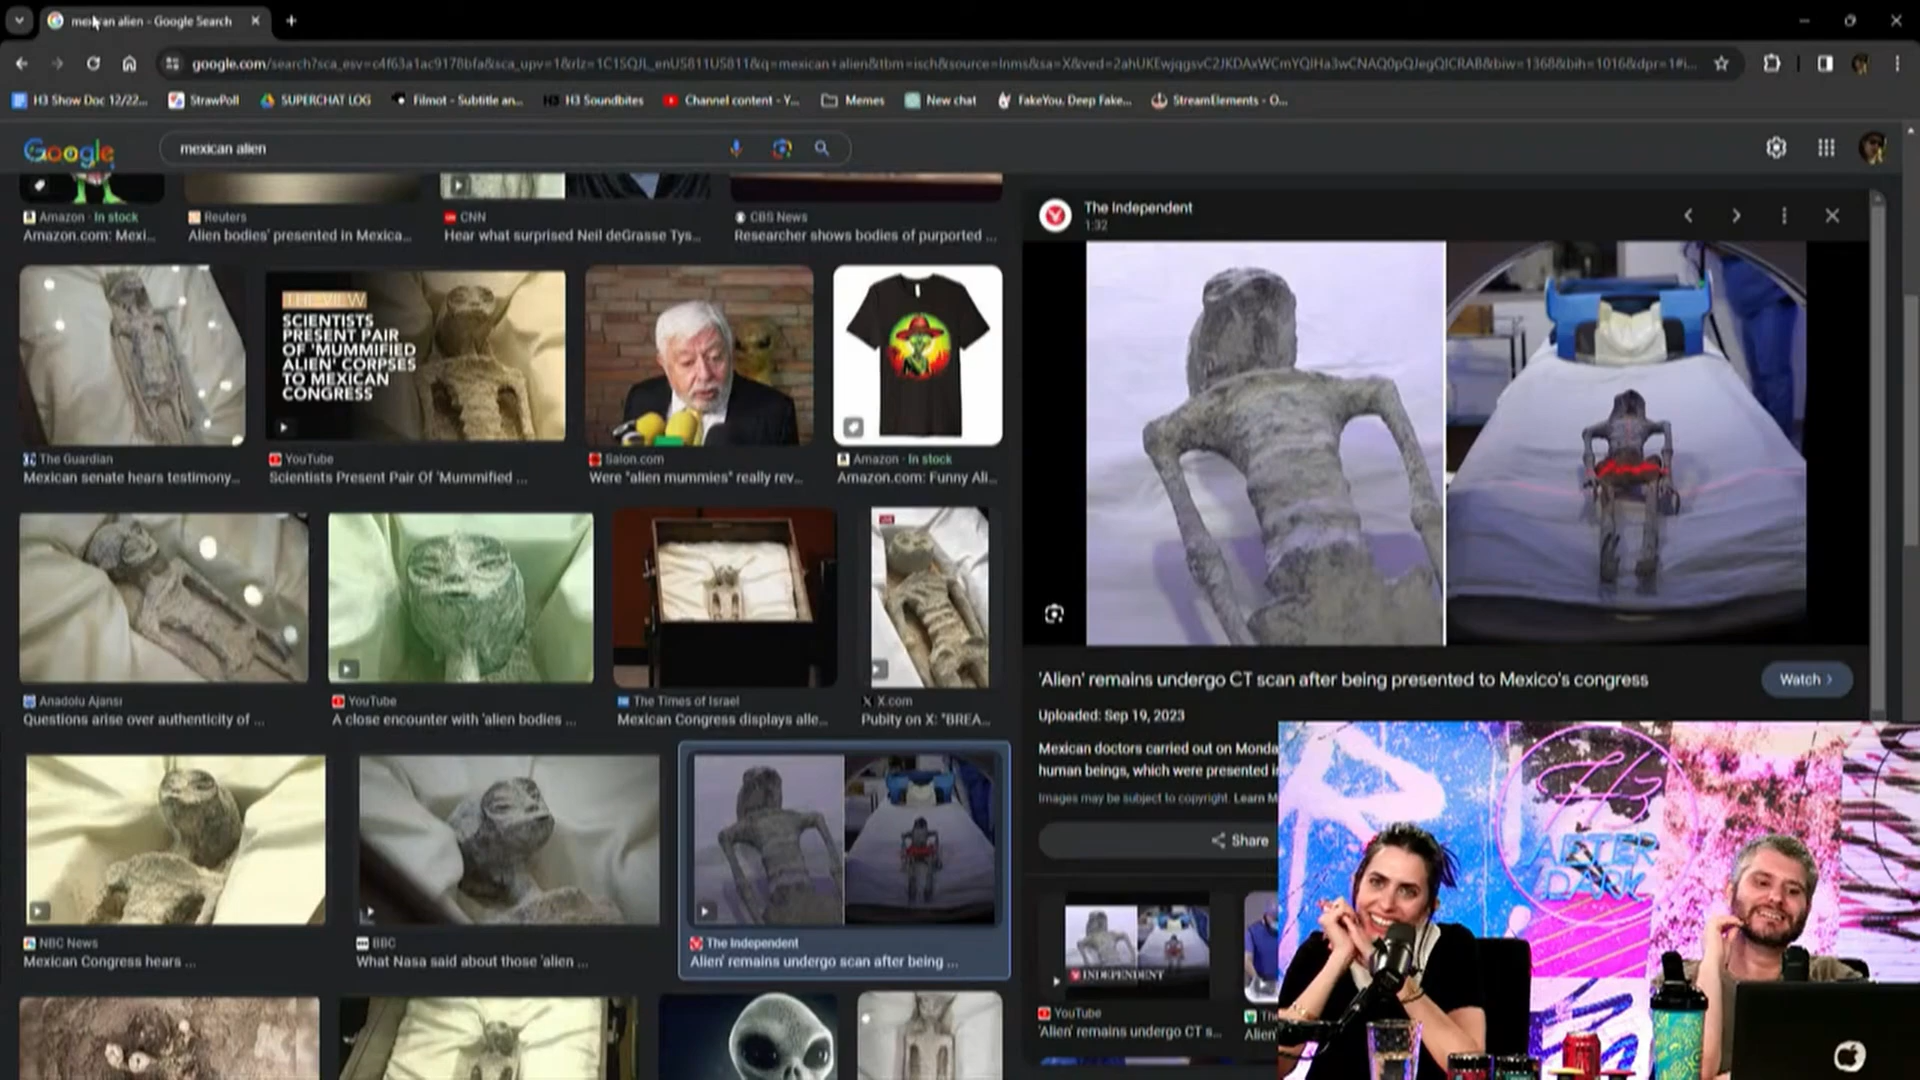 mexican alien - Google Search
google.com/search?sca_esv=c4f63a1ac9178bfa&sca_upv=1&rlz=1C1SQJL_enUS811US811&q=mexican+alien&tbm=isch&source=lnms&sa=X&ved=2ahUKEwjqgsvC2JKDAxWCmYQIHa3wCNAQ0pQJegQICRAB&biw=1368&bih=1016&dpr=1#i...
H3 Show Doc 12/22...
StrawPoll
SUPERCHAT LOG
Filmot - Subtitle an...
H3 Soundbites
Channel content - Y...
Memes
New chat
FakeYou. Deep Fake...
StreamElements - O...
Google
mexican alien
Amazon · In stock
Amazon.com: Mexi...
Reuters
Alien bodies' presented in Mexica...
CNN
Hear what surprised Neil deGrasse Tys...
CBS News
Researcher shows bodies of purported ...
THE VIEW
SCIENTISTS
PRESENT PAIR
OF 'MUMMIFIED
ALIEN' CORPSES
TO MEXICAN
CONGRESS
The Guardian
Mexican senate hears testimony...
YouTube
Scientists Present Pair Of 'Mummified ...
Salon.com
Were "alien mummies" really rev...
Amazon · In stock
Amazon.com: Funny Ali...
Anadolu Ajansı
Questions arise over authenticity of ...
YouTube
A close encounter with 'alien bodies ...
The Times of Israel
Mexican Congress displays alle...
X.com
Pubity on X: "BREA...
NBC News
Mexican Congress hears ...
BBC
What Nasa said about those 'alien ...
The Independent
Alien' remains undergo scan after being ...
The Independent
1:32
'Alien' remains undergo CT scan after being presented to Mexico's congress
Watch
Uploaded: Sep 19, 2023
Mexican doctors carried out on Monda
human beings, which were presented i
Images may be subject to copyright. Learn M
Share
INDEPENDENT
YouTube
'Alien' remains undergo CT s...
The
Alien'
H3
AFTER
DARK